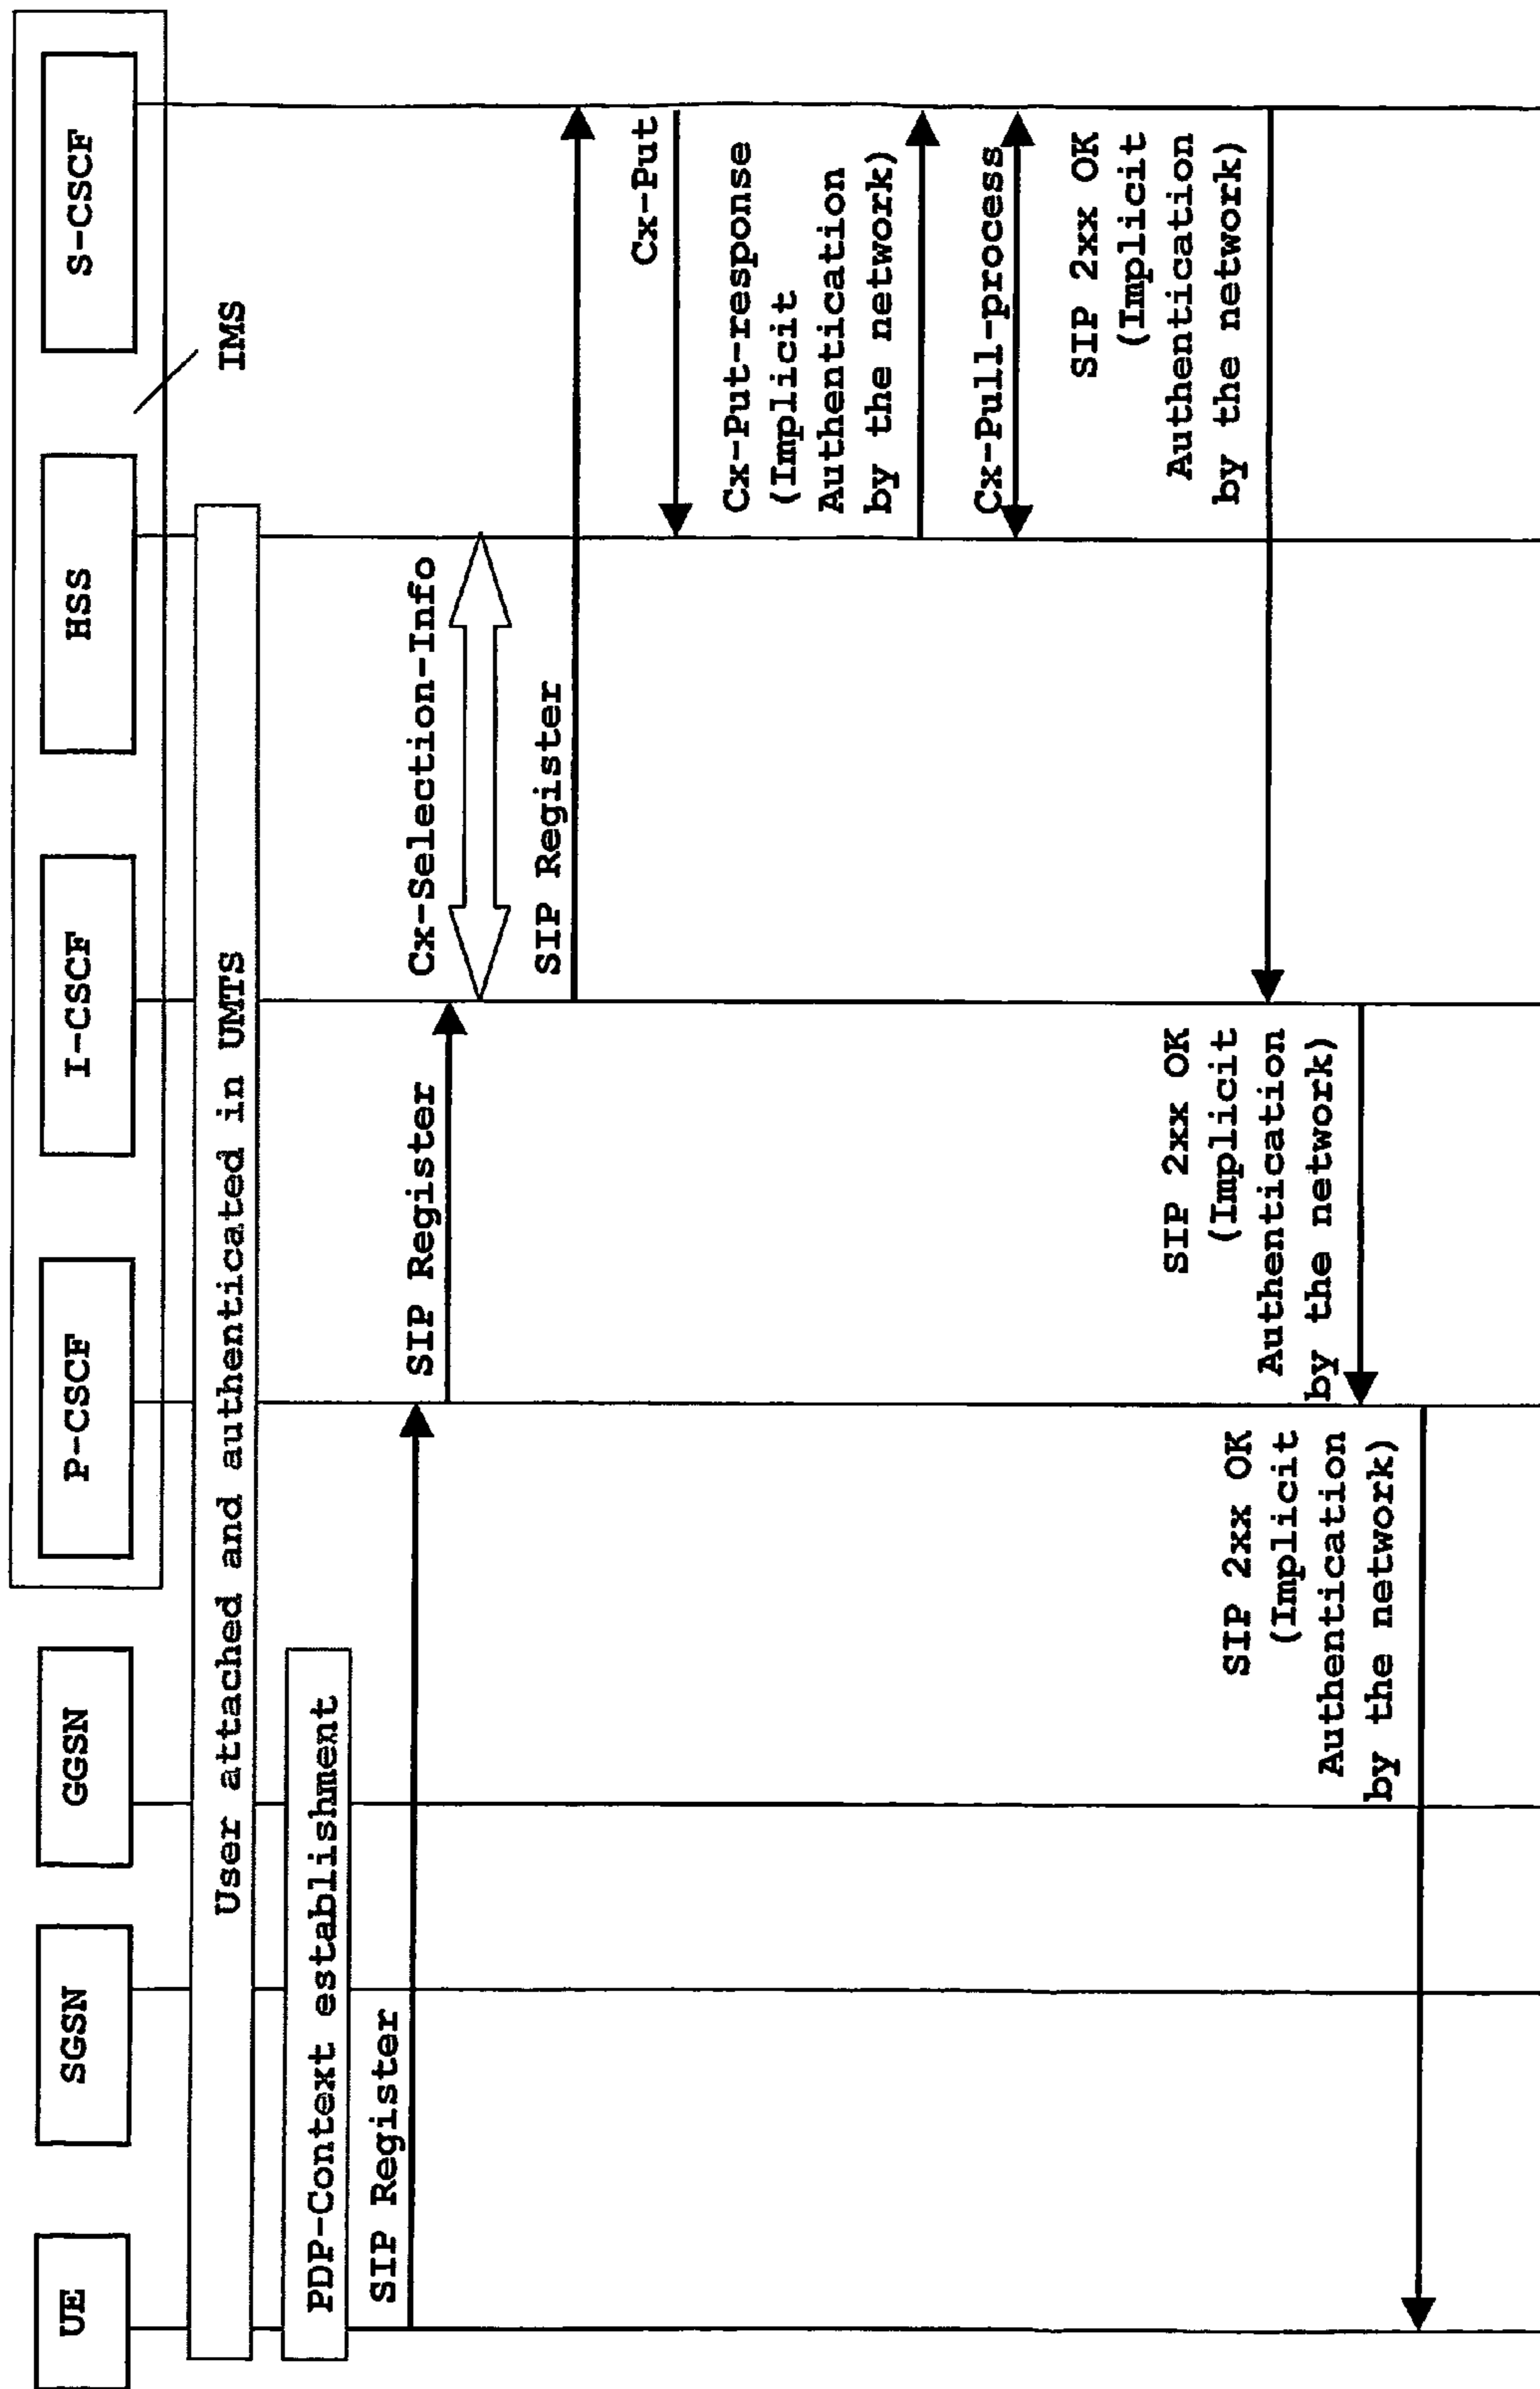 UE
SGSN
GGSN
P-CSCF
I-CSCF
HSS
S-CSCF
IMS
User attached and authenticated in UMTS
PDP-Context establishment
SIP Register
SIP Register
Cx-Selection-Info
SIP Register
Cx-Put
Cx-Put-response
(Implicit
Authentication
by the network)
Cx-Pull-process
SIP 2xx OK
(Implicit
Authentication
by the network)
SIP 2xx OK
(Implicit
Authentication
by the network)
SIP 2xx OK
(Implicit
Authentication
by the network)